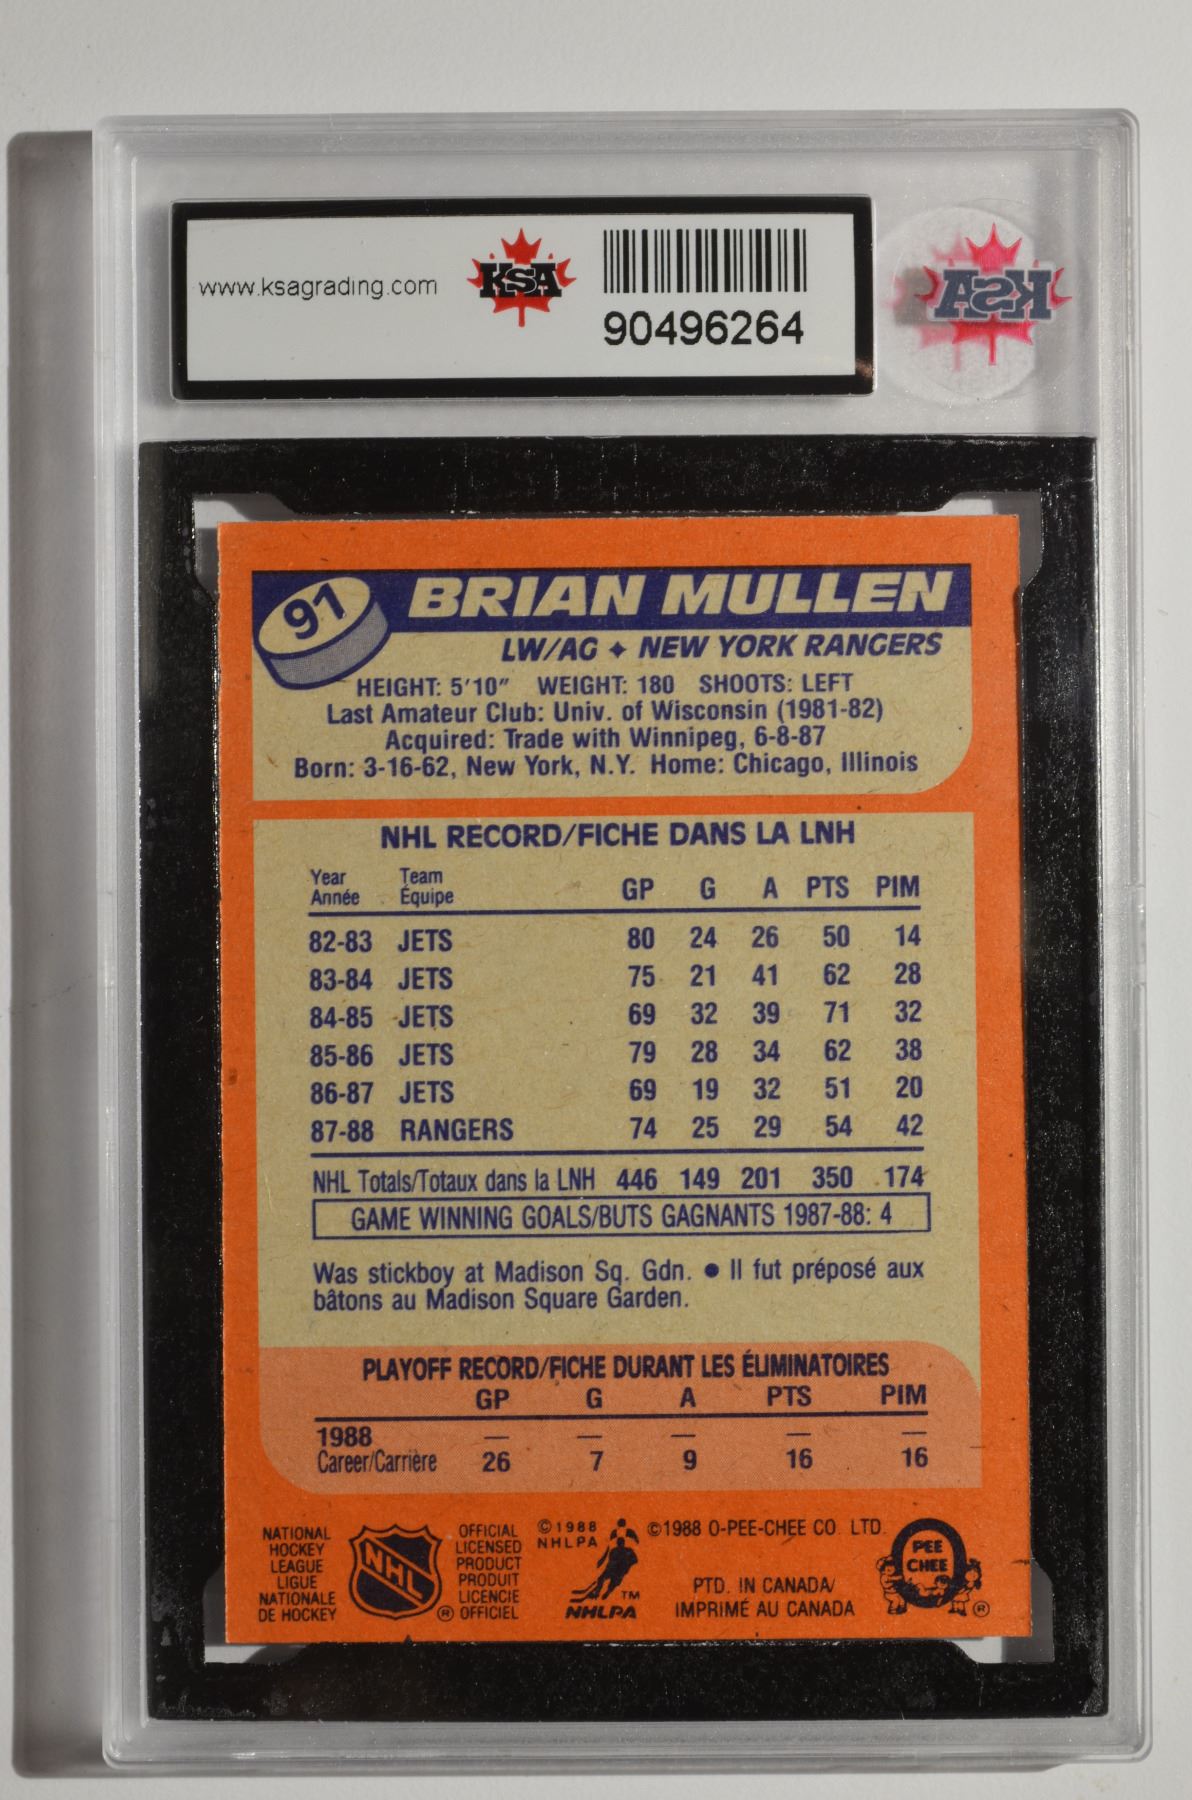 www.ksagrading.com
KSA
90496264
KSA
91
BRIAN MULLEN
LW/AG ✦ NEW YORK RANGERS
HEIGHT: 5'10" WEIGHT: 180 SHOOTS: LEFT
Last Amateur Club: Univ. of Wisconsin (1981-82)
Acquired: Trade with Winnipeg, 6-8-87
Born: 3-16-62, New York, N.Y. Home: Chicago, Illinois
NHL RECORD/FICHE DANS LA LNH
Year Team
Année Équipe GP G A PTS PIM
82-83 JETS 80 24 26 50 14
83-84 JETS 75 21 41 62 28
84-85 JETS 69 32 39 71 32
85-86 JETS 79 28 34 62 38
86-87 JETS 69 19 32 51 20
87-88 RANGERS 74 25 29 54 42
NHL Totals/Totaux dans la LNH 446 149 201 350 174
GAME WINNING GOALS/BUTS GAGNANTS 1987-88: 4
Was stickboy at Madison Sq. Gdn. ● Il fut préposé aux
bâtons au Madison Square Garden.
PLAYOFF RECORD/FICHE DURANT LES ÉLIMINATOIRES
GP G A PTS PIM
1988 — — — — —
Career/Carrière 26 7 9 16 16
NATIONAL
HOCKEY
LEAGUE
LIGUE
NATIONALE
DE HOCKEY
NHL
®
OFFICIAL
LICENSED
PRODUCT
PRODUIT
LICENCIE
OFFICIEL
©1988
NHLPA
™
NHLPA
©1988 O-PEE-CHEE CO. LTD.
PTD. IN CANADA/
IMPRIMÉ AU CANADA
PEE
CHEE
®